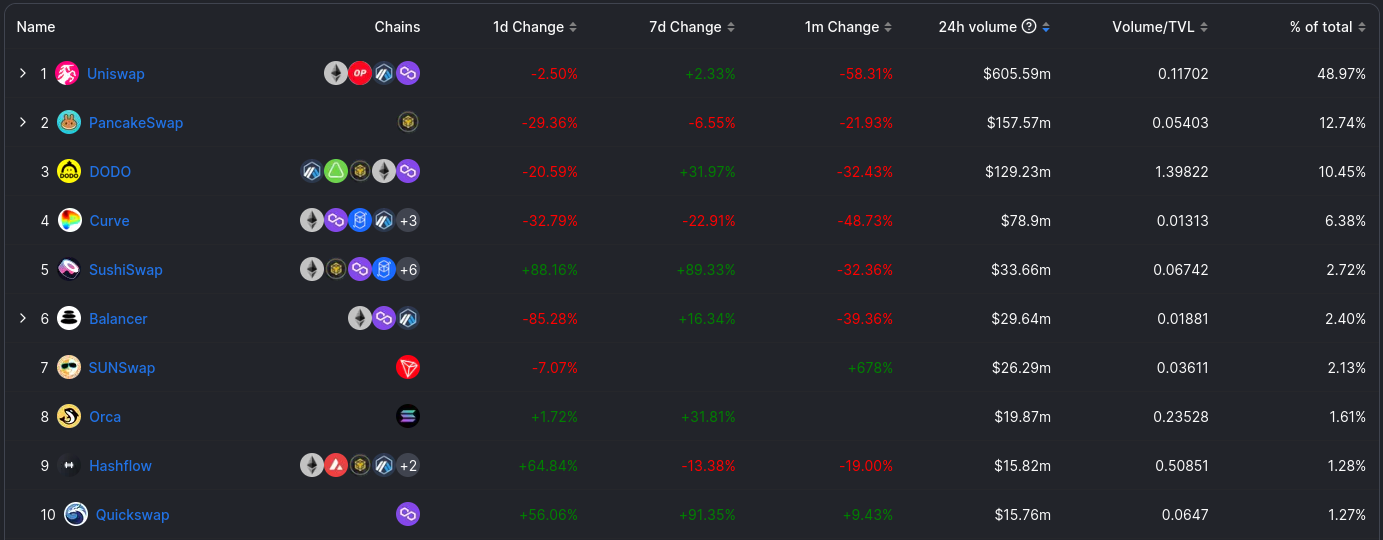 Name Chains 1d Change 7d Change 1m Change 24h volume ? Volume/TVL % of total
1 Uniswap OP -2.50% +2.33% -58.31% $605.59m 0.11702 48.97%
2 PancakeSwap -29.36% -6.55% -21.93% $157.57m 0.05403 12.74%
3 DODO DODO -20.59% +31.97% -32.43% $129.23m 1.39822 10.45%
4 Curve +3 -32.79% -22.91% -48.73% $78.9m 0.01313 6.38%
5 SushiSwap +6 +88.16% +89.33% -32.36% $33.66m 0.06742 2.72%
6 Balancer -85.28% +16.34% -39.36% $29.64m 0.01881 2.40%
7 SUNSwap -7.07% +678% $26.29m 0.03611 2.13%
8 Orca +1.72% +31.81% $19.87m 0.23528 1.61%
9 Hashflow +2 +64.84% -13.38% -19.00% $15.82m 0.50851 1.28%
10 Quickswap +56.06% +91.35% +9.43% $15.76m 0.0647 1.27%